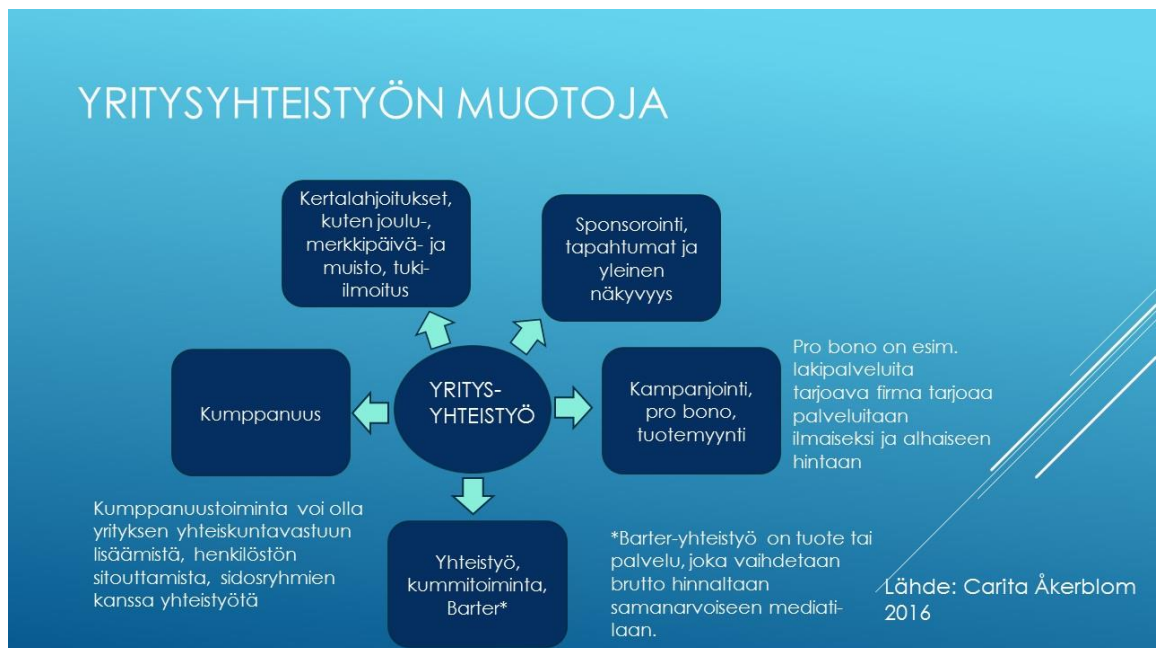 YRITYSYHTEISTYÖN MUOTOJA
Kertalahjoitukset,
kuten joulu-,
merkkipäivä- ja
muisto, tuki-
ilmoitus
Sponsorointi,
tapahtumat ja
yleinen
näkyvyys
Kumppanuus
YRITYS-
YHTEISTYÖ
Kampanjointi,
pro bono,
tuotemyynti
Pro bono on esim.
lakipalveluita
tarjoava firma tarjoaa
palveluitaan
ilmaiseksi ja alhaiseen
hintaan
Kumppanuustoiminta voi olla
yrityksen yhteiskuntavastuun
lisäämistä, henkilöstön
sitouttamista, sidosryhmien
kanssa yhteistyötä
Yhteistyö,
kummitoiminta,
Barter*
*Barter-yhteistyö on tuote tai
palvelu, joka vaihdetaan
brutto hinnaltaan
samanarvoiseen mediati-
laan.
Lähde: Carita Åkerblom
2016